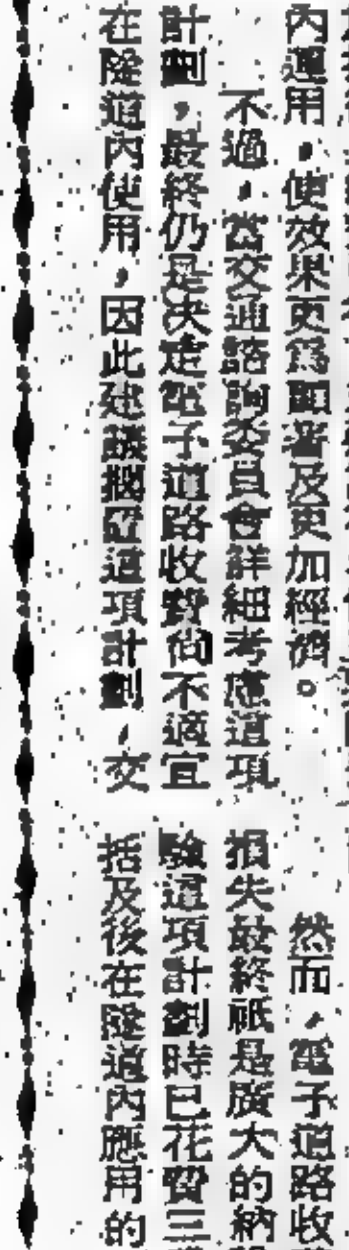 內運用，使效果更爲顯著及更加經濟。
不過，當交通諮詢委員會詳細考慮這項
計劃，最終仍是決定電子道路收費尚不適宜
在隧道內使用，因此建議擱置這項計劃，交
然而，電子道路收
損失最終祇是廣大的納
驗這項計劃時已花費三
括及後在隧道內應用的